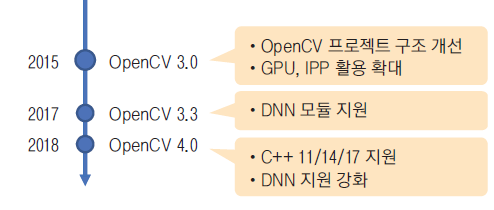 2015 OpenCV 3.0
• OpenCV 프로젝트 구조 개선
• GPU, IPP 활용 확대
2017 OpenCV 3.3
• DNN 모듈 지원
2018 OpenCV 4.0
• C++ 11/14/17 지원
• DNN 지원 강화